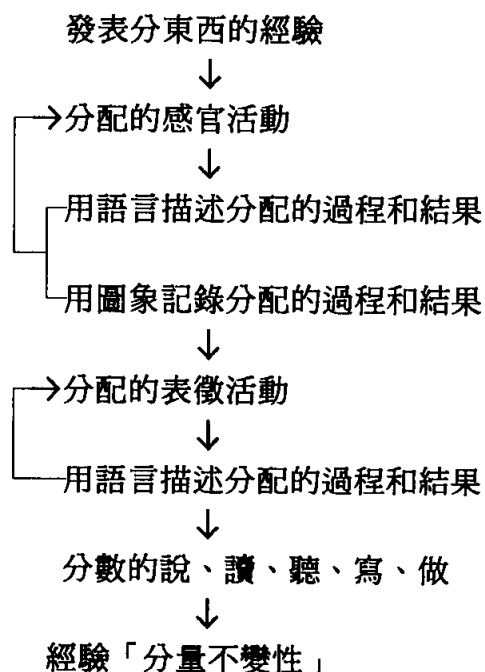 發表分東西的經驗
分配的感官活動
用語言描述分配的過程和結果
用圖象記錄分配的過程和結果
分配的表徵活動
用語言描述分配的過程和結果
分數的說、讀、聽、寫、做
經驗「分量不變性」